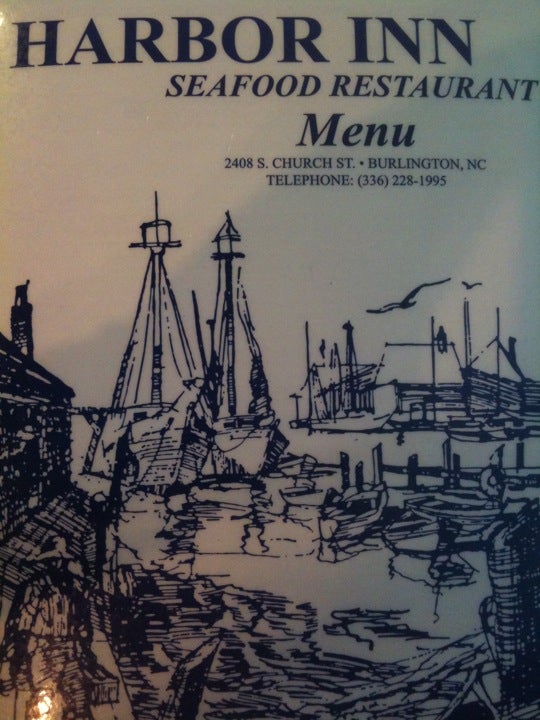 HARBOR INN
SEAFOOD RESTAURANT
Menu
2408 S. CHURCH ST. • BURLINGTON, NC
TELEPHONE: (336) 228-1995